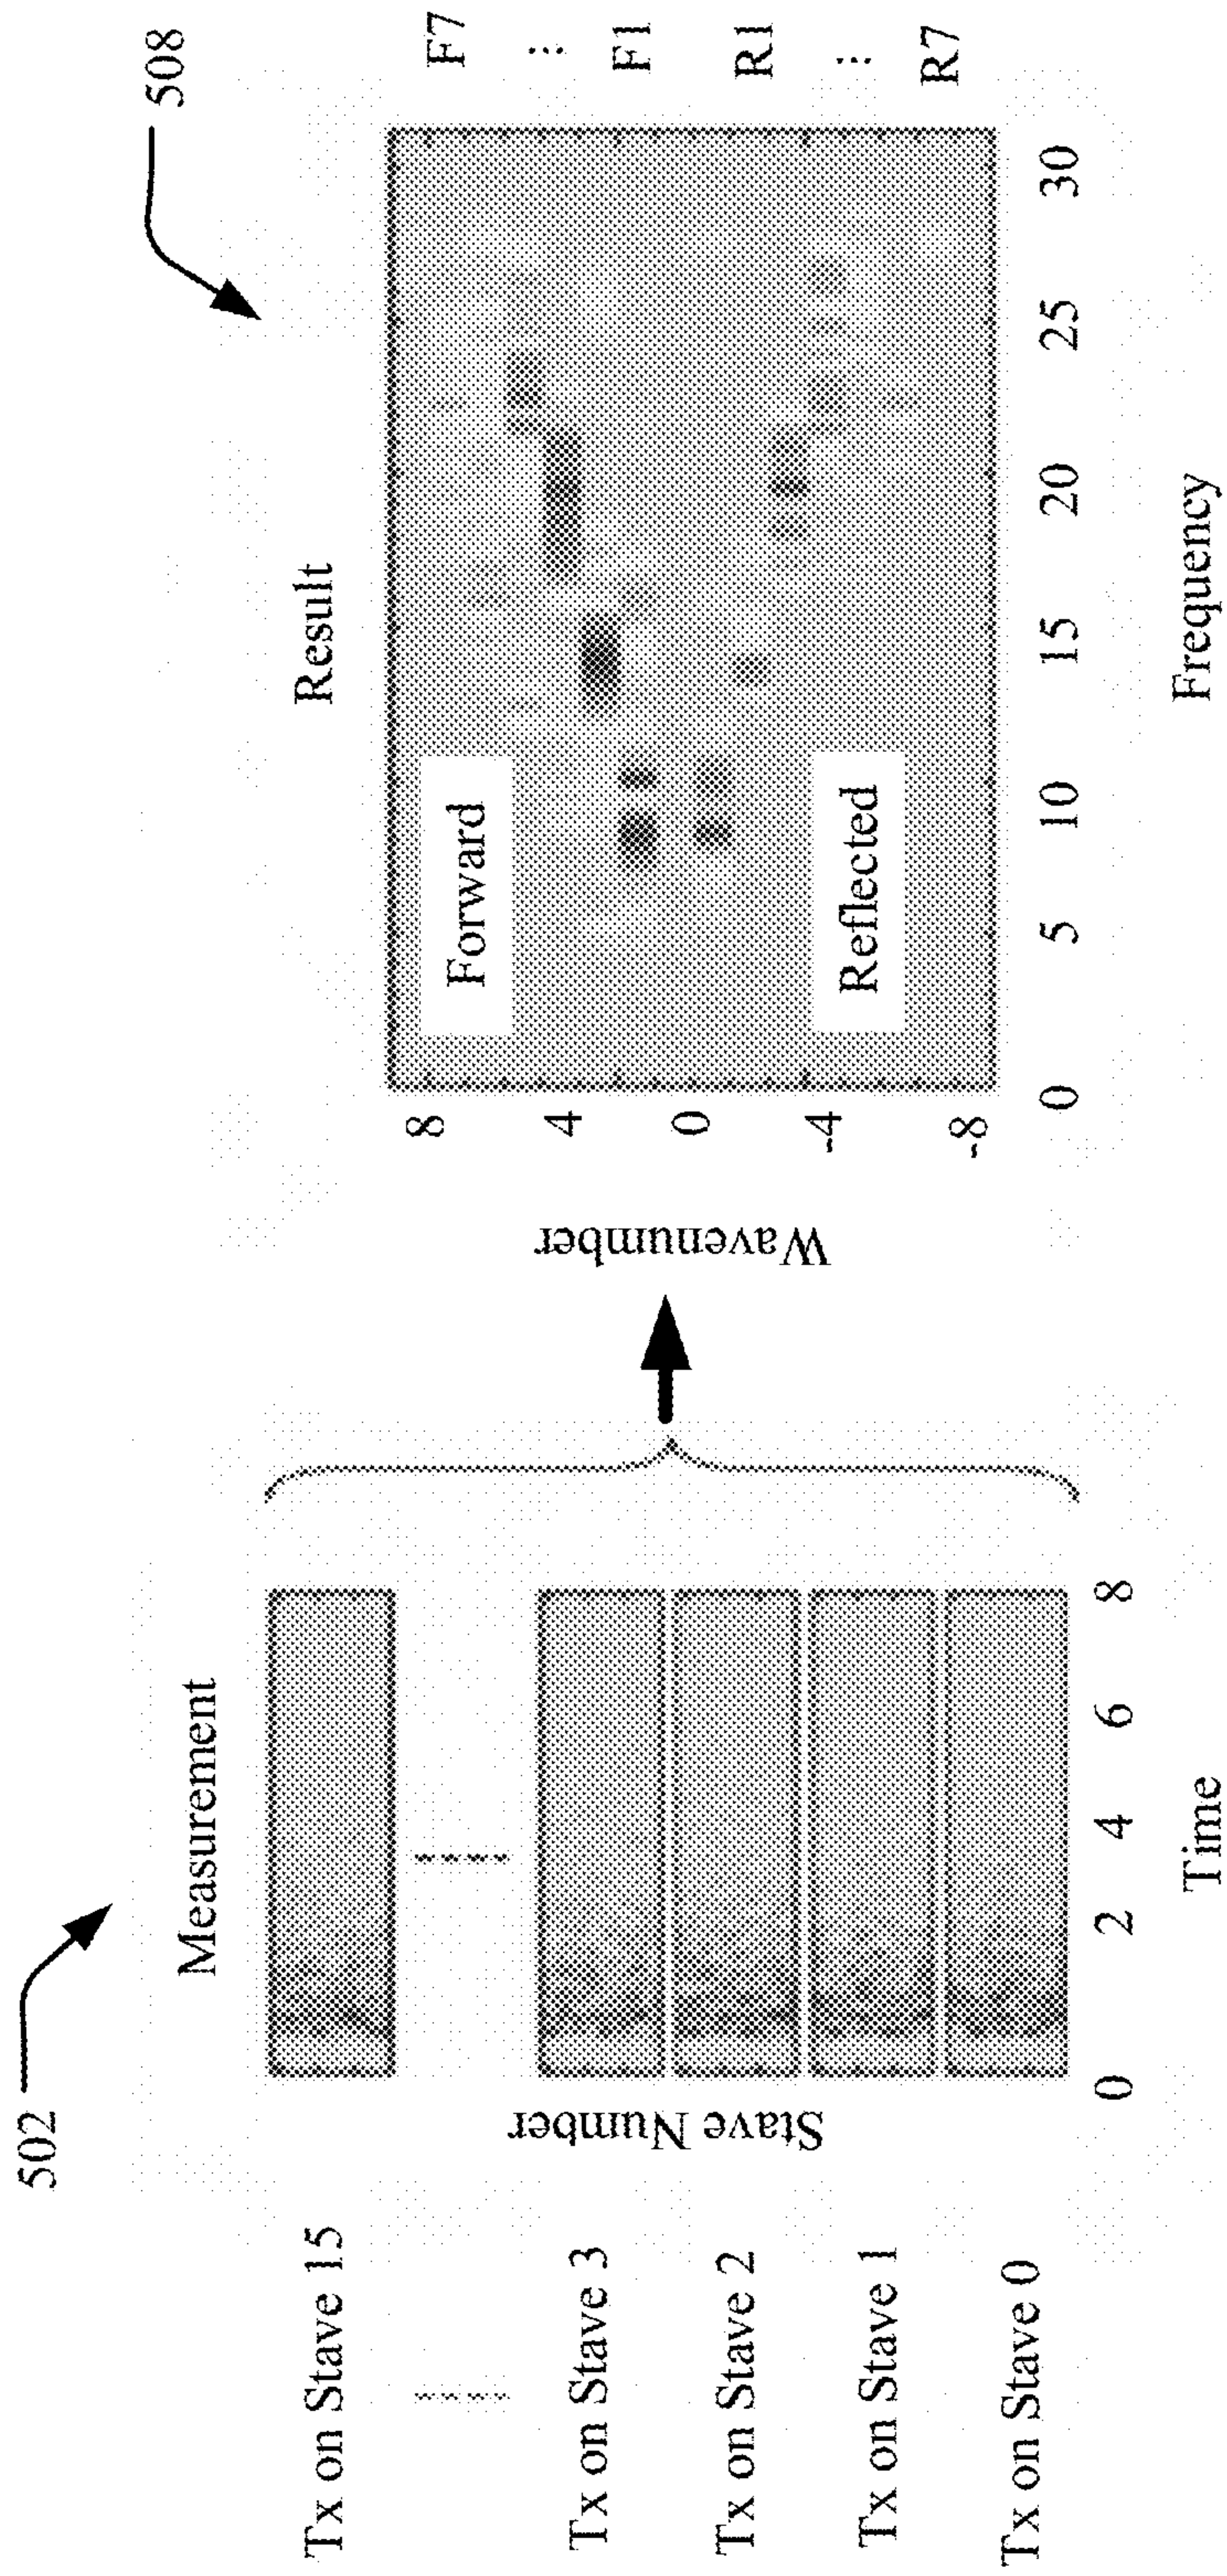 502
Measurement
Tx on Stave 15
Tx on Stave 3
Tx on Stave 2
Tx on Stave 1
Tx on Stave 0
Stave Number
0 2 4 6 8
Time
508
Result
Wavenumber
8
4
0
-4
-8
Forward
Reflected
F7
⋮
F1
R1
⋮
R7
0 5 10 15 20 25 30
Frequency